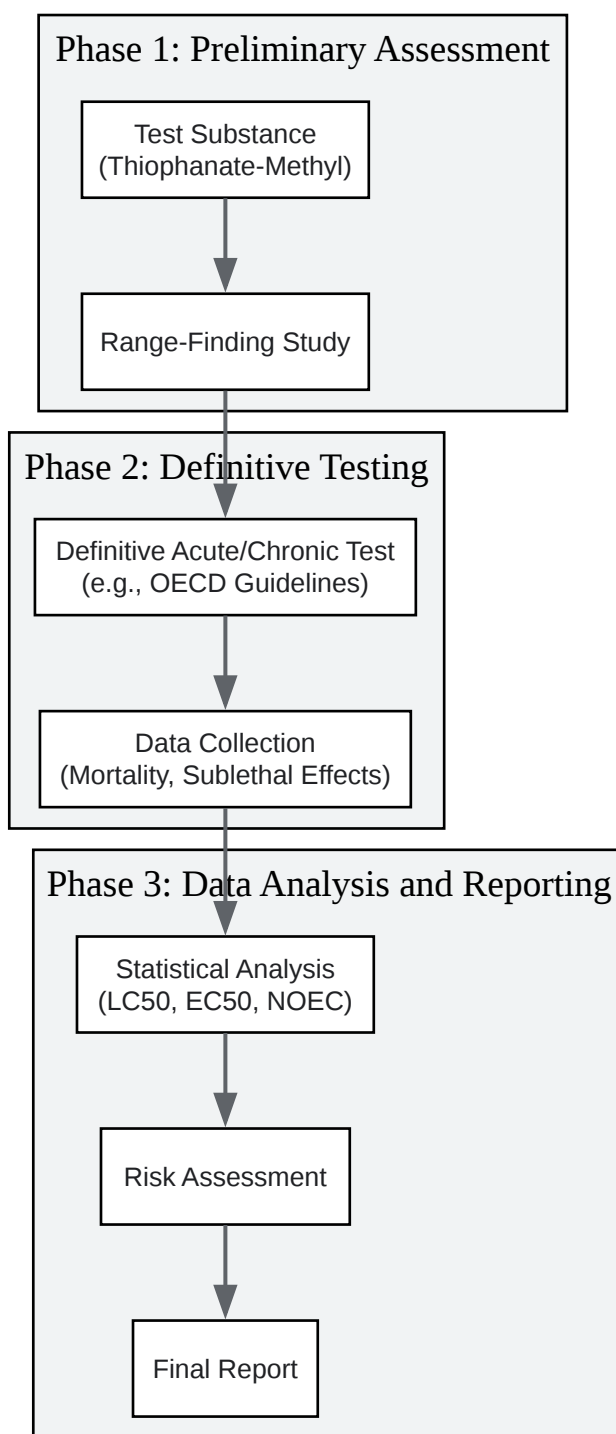 Phase 1: Preliminary Assessment
Test Substance
(Thiophanate-Methyl)
Range-Finding Study
Phase 2: Definitive Testing
Definitive Acute/Chronic Test
(e.g., OECD Guidelines)
Data Collection
(Mortality, Sublethal Effects)
Phase 3: Data Analysis and Reporting
Statistical Analysis
(LC50, EC50, NOEC)
Risk Assessment
Final Report